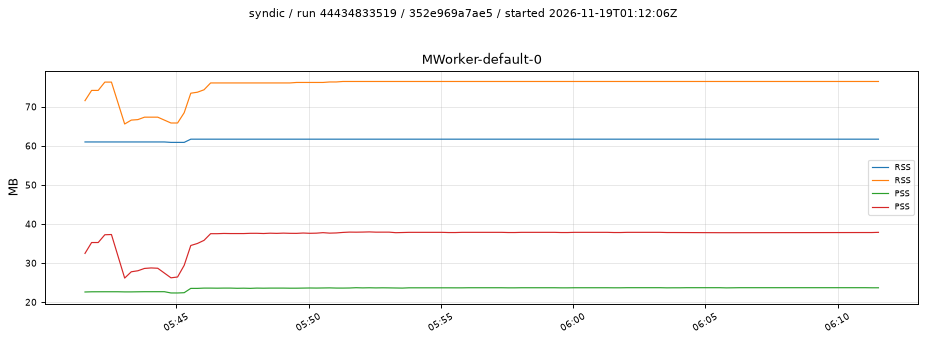 syndic / run 44434833519 / 352e969a7ae5 / started 2026-11-19T01:12:06Z
MWorker-default-0
MB
70
60
50
40
30
20
RSS
RSS
PSS
PSS
05:45
05:50
05:55
06:00
06:05
06:10